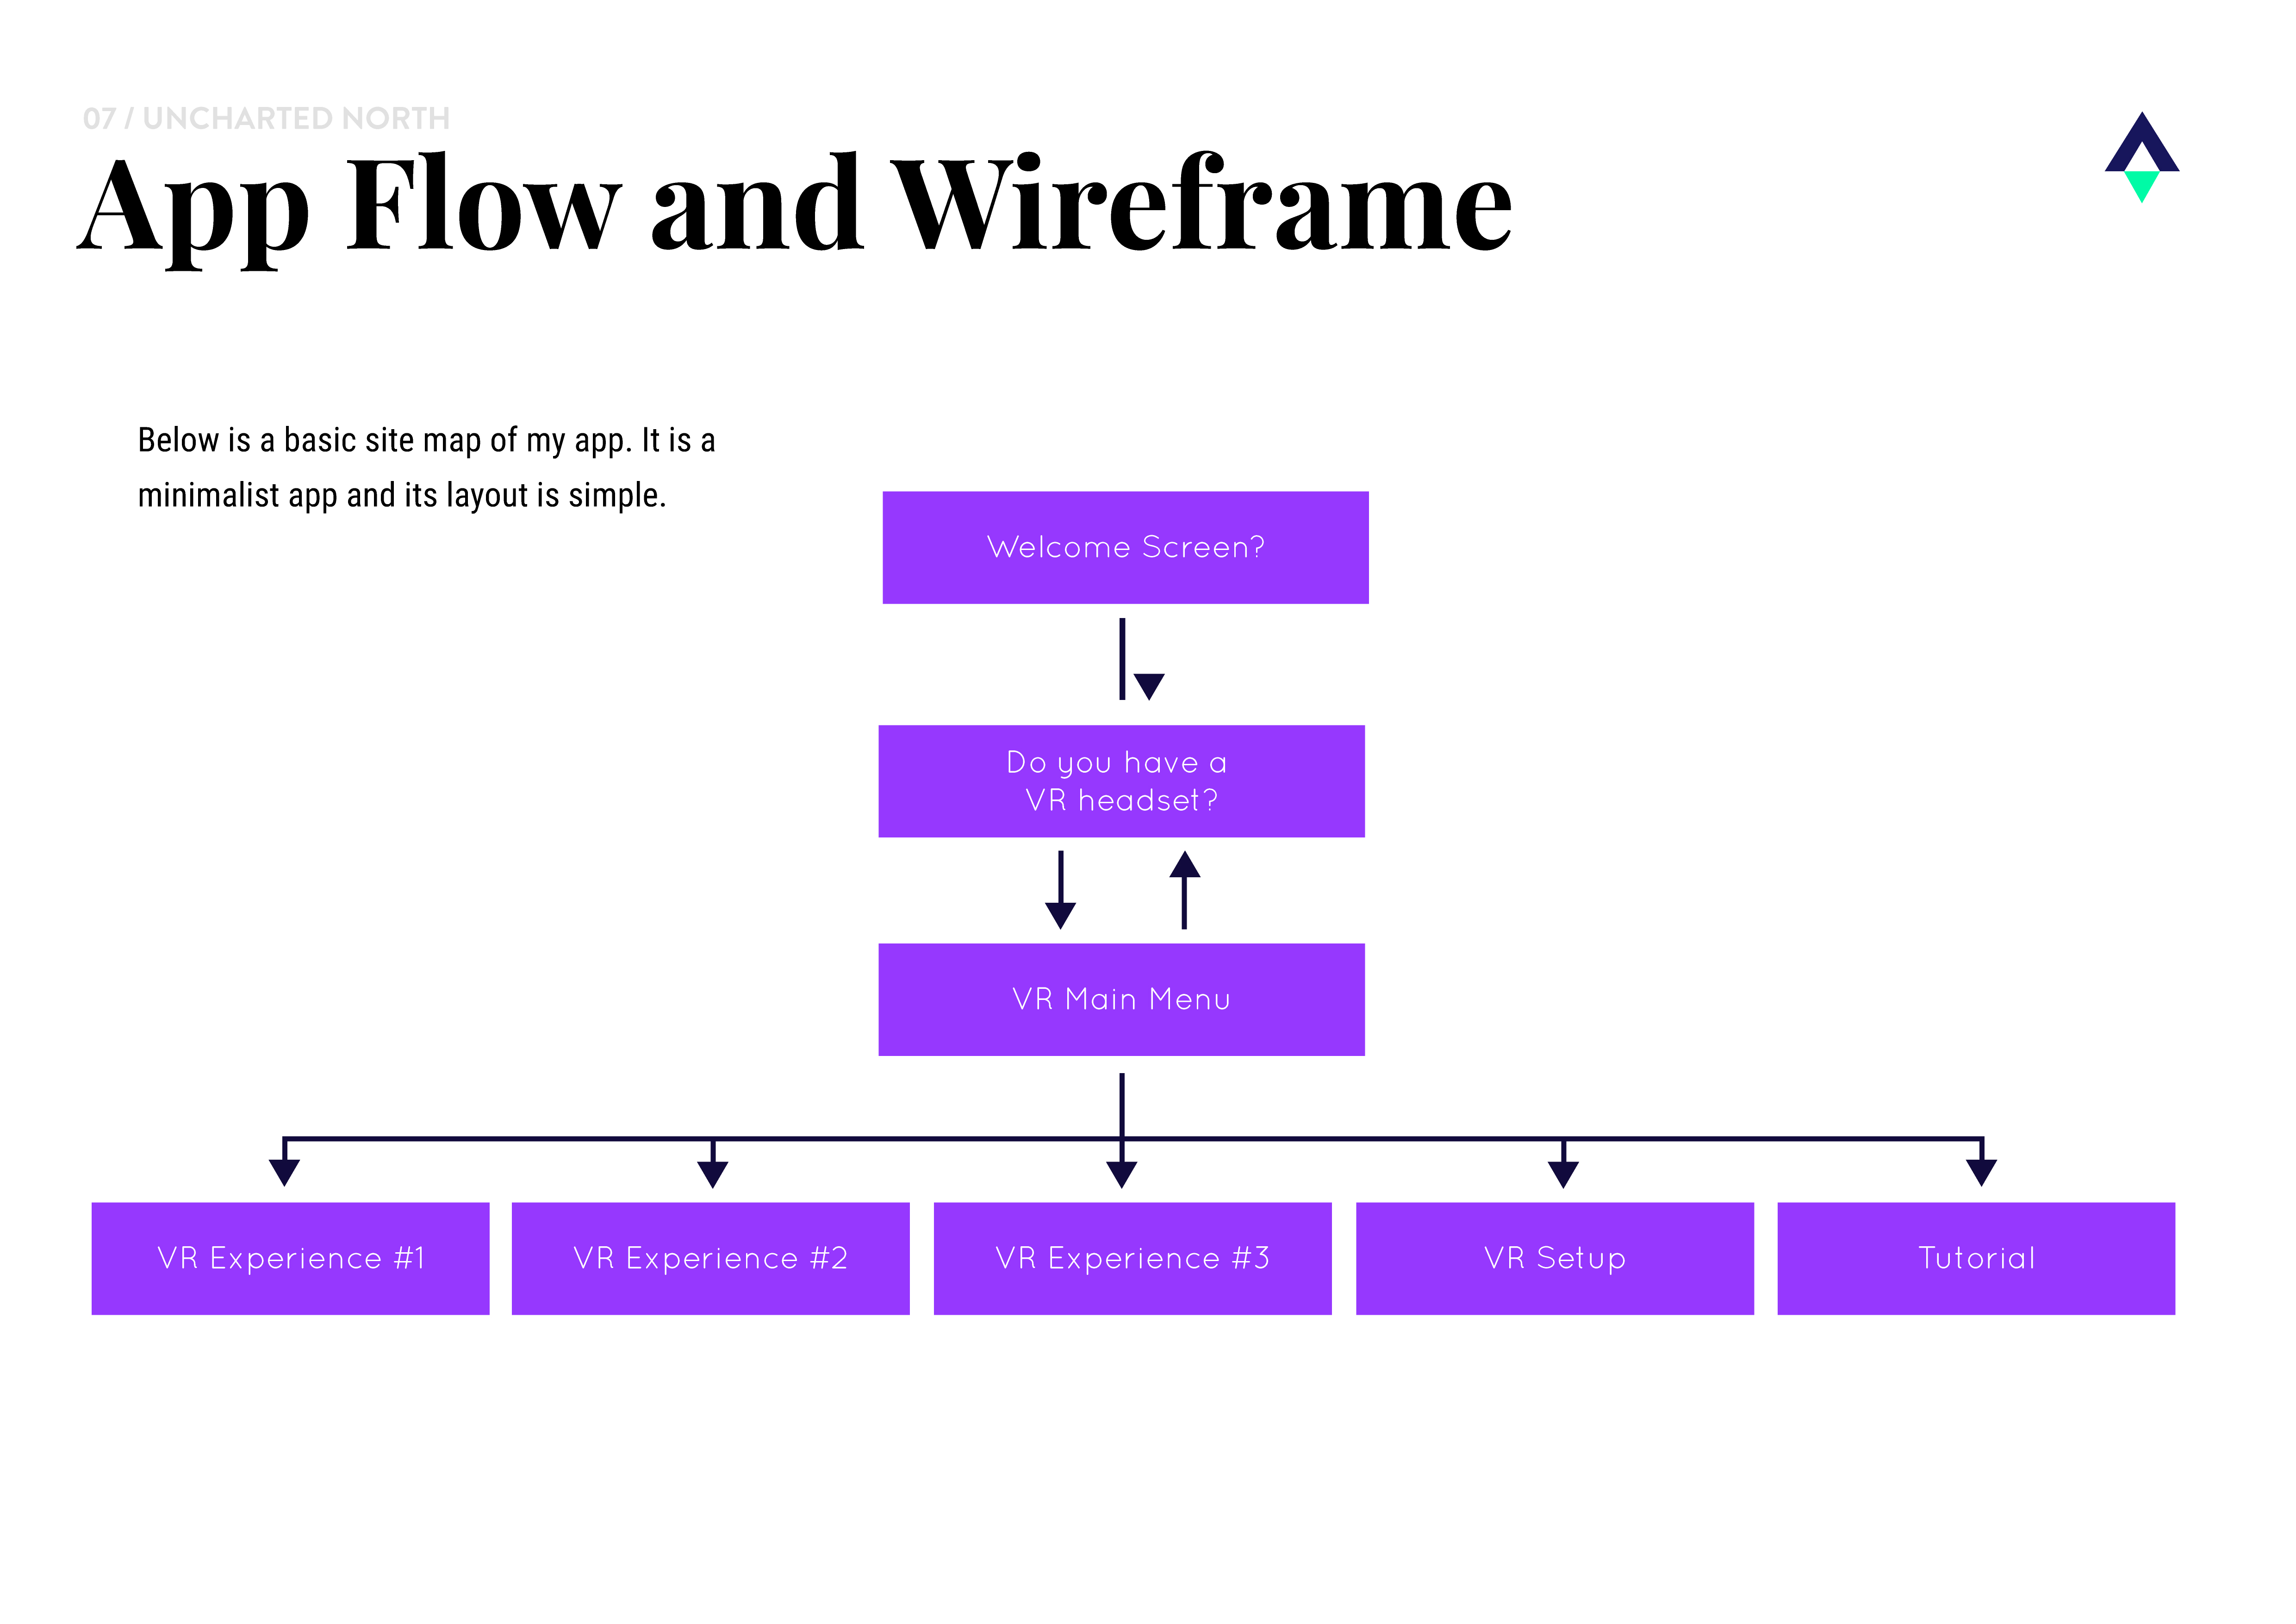 07 / UNCHARTED NORTH
App Flow and Wireframe
Below is a basic site map of my app. It is a
minimalist app and its layout is simple.
Welcome Screen?
Do you have a
VR headset?
VR Main Menu
VR Experience #1
VR Experience #2
VR Experience #3
VR Setup
Tutorial